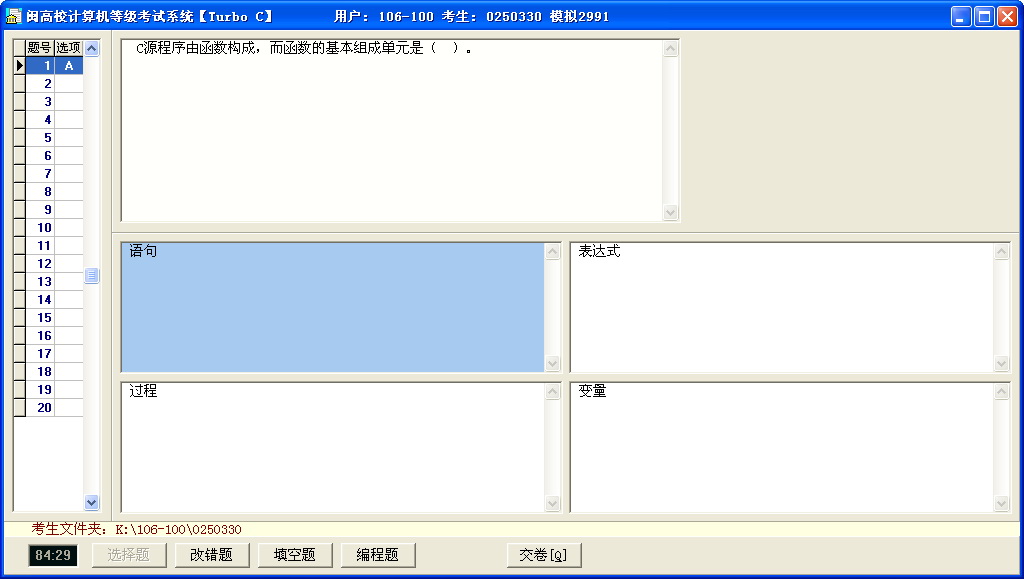 闽高校计算机等级考试系统【Turbo C】 用户: 106-100 考生: 0250330 模拟2991
题号 选项
1 A
2
3
4
5
6
7
8
9
10
11
12
13
14
15
16
17
18
19
20
C源程序由函数构成，而函数的基本组成单元是（ ）。
语句
表达式
过程
变量
考生文件夹: K:\106-100\0250330
84:29 选择题 改错题 填空题 编程题 交卷[Q]